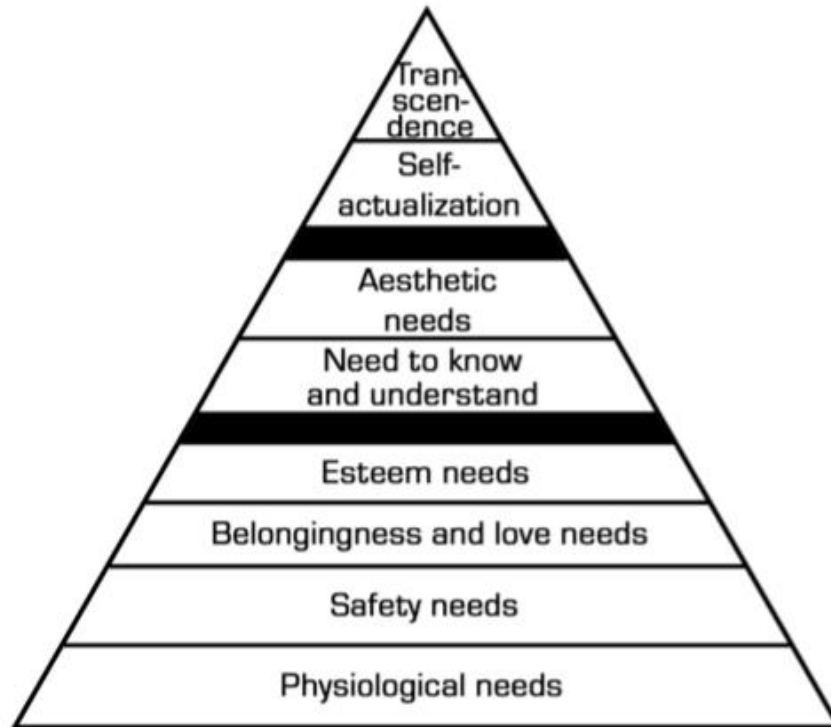 Tran-
scen-
dence
Self-
actualization
Aesthetic
needs
Need to know
and understand
Esteem needs
Belongingness and love needs
Safety needs
Physiological needs